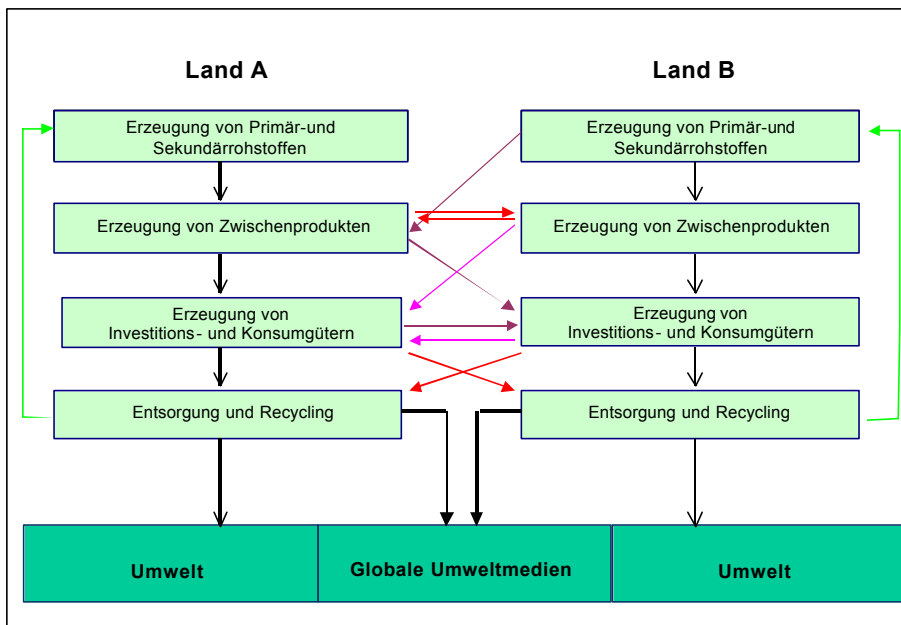 Land A
Land B
Erzeugung von Primär-und
Sekundärrohstoffen
Erzeugung von Primär-und
Sekundärrohstoffen
Erzeugung von Zwischenprodukten
Erzeugung von Zwischenprodukten
Erzeugung von
Investitions- und Konsumgütern
Erzeugung von
Investitions- und Konsumgütern
Entsorgung und Recycling
Entsorgung und Recycling
Umwelt
Globale Umweltmedien
Umwelt